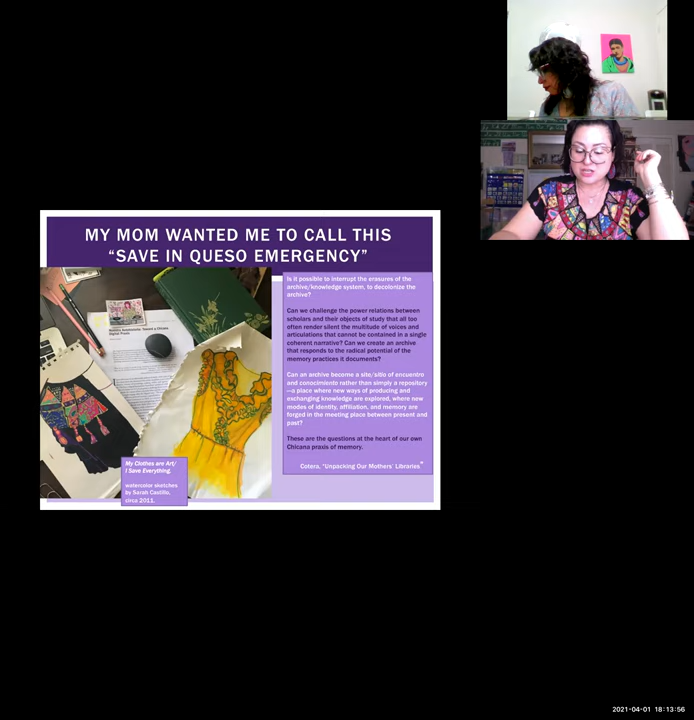 MY MOM WANTED ME TO CALL THIS
“SAVE IN QUESO EMERGENCY”
Is it possible to interrupt the erasures of the
archive/knowledge system, to decolonize the
archive?
Can we challenge the power relations between
scholars and their objects of study that all too
often render silent the multitude of voices and
articulations that cannot be contained in a single
coherent narrative? Can we create an archive
that responds to the radical potential of the
memory practices it documents?
Can an archive become a site/sitio of encuentro
and conocimiento rather than simply a repository
—a place where new ways of producing and
exchanging knowledge are explored, where new
modes of identity, affiliation, and memory are
forged in the meeting place between present and
past?
These are the questions at the heart of our own
Chicana praxis of memory.
Cotera, “Unpacking Our Mothers’ Libraries”
My Clothes are Art/
I Save Everything,
watercolor sketches
by Sarah Castillo,
circa 2011.
2021-04-01 18:13:56